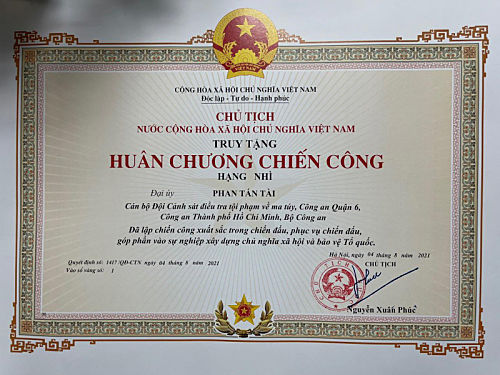 CỘNG HÒA XÃ HỘI CHỦ NGHĨA VIỆT NAM
Độc lập - Tự do - Hạnh phúc
CHỦ TỊCH
NƯỚC CỘNG HÒA XÃ HỘI CHỦ NGHĨA VIỆT NAM
TRUY TẶNG
HUÂN CHƯƠNG CHIẾN CÔNG
HẠNG NHÌ
Đại úy PHAN TẤN TÀI
Cán bộ Đội Cảnh sát điều tra tội phạm về ma túy, Công an Quận 6,
Công an Thành phố Hồ Chí Minh, Bộ Công an
Đã lập chiến công xuất sắc trong chiến đấu, phục vụ chiến đấu,
góp phần vào sự nghiệp xây dựng chủ nghĩa xã hội và bảo vệ Tổ quốc.
Quyết định số: 1417 /QĐ-CTN ngày 04 tháng 8 năm 2021
Vào sổ vàng số: 1
Hà Nội, ngày 04 tháng 8 năm 2021
CHỦ TỊCH
Nguyễn Xuân Phúc